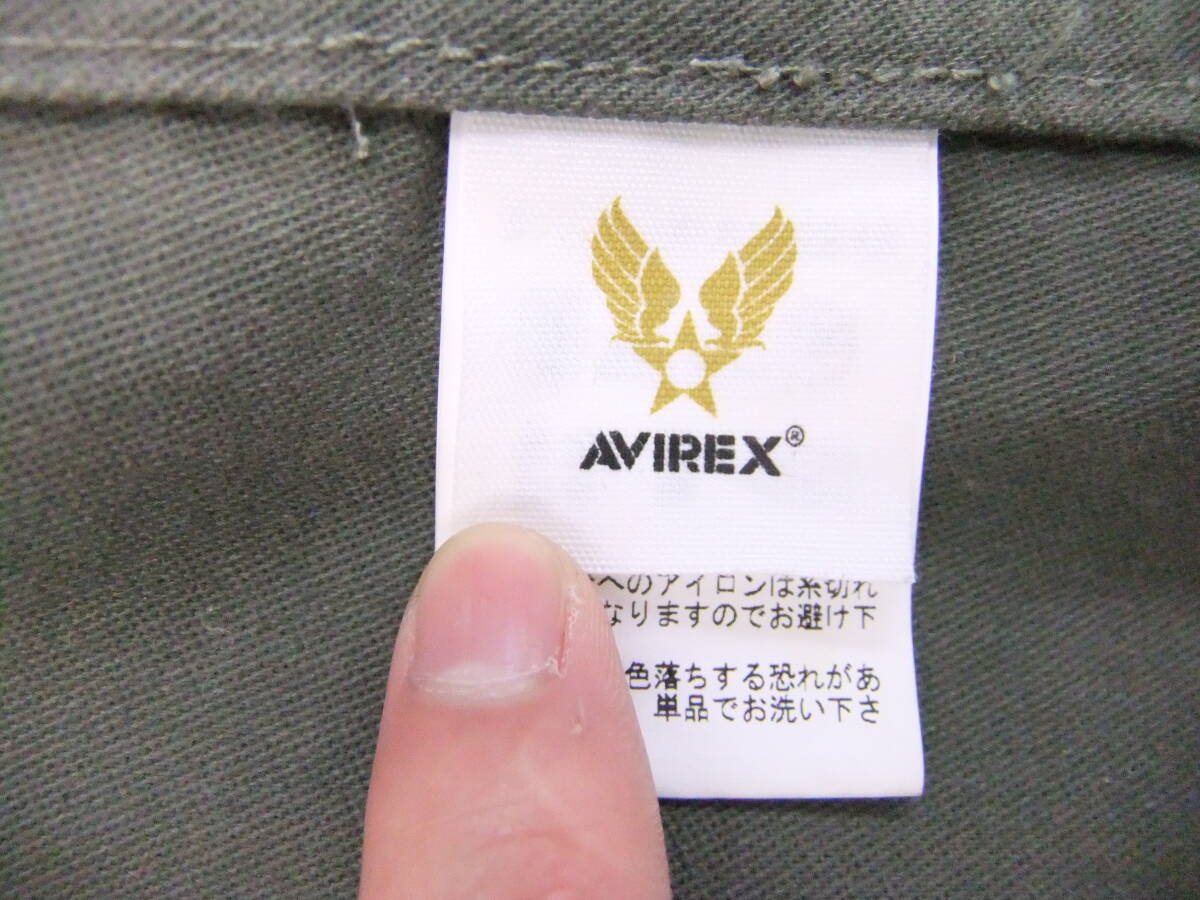 AVIREX®
へのアイロンは糸切れ
なりますのでお避け下
色落ちする恐れがあ
単品でお洗い下さ